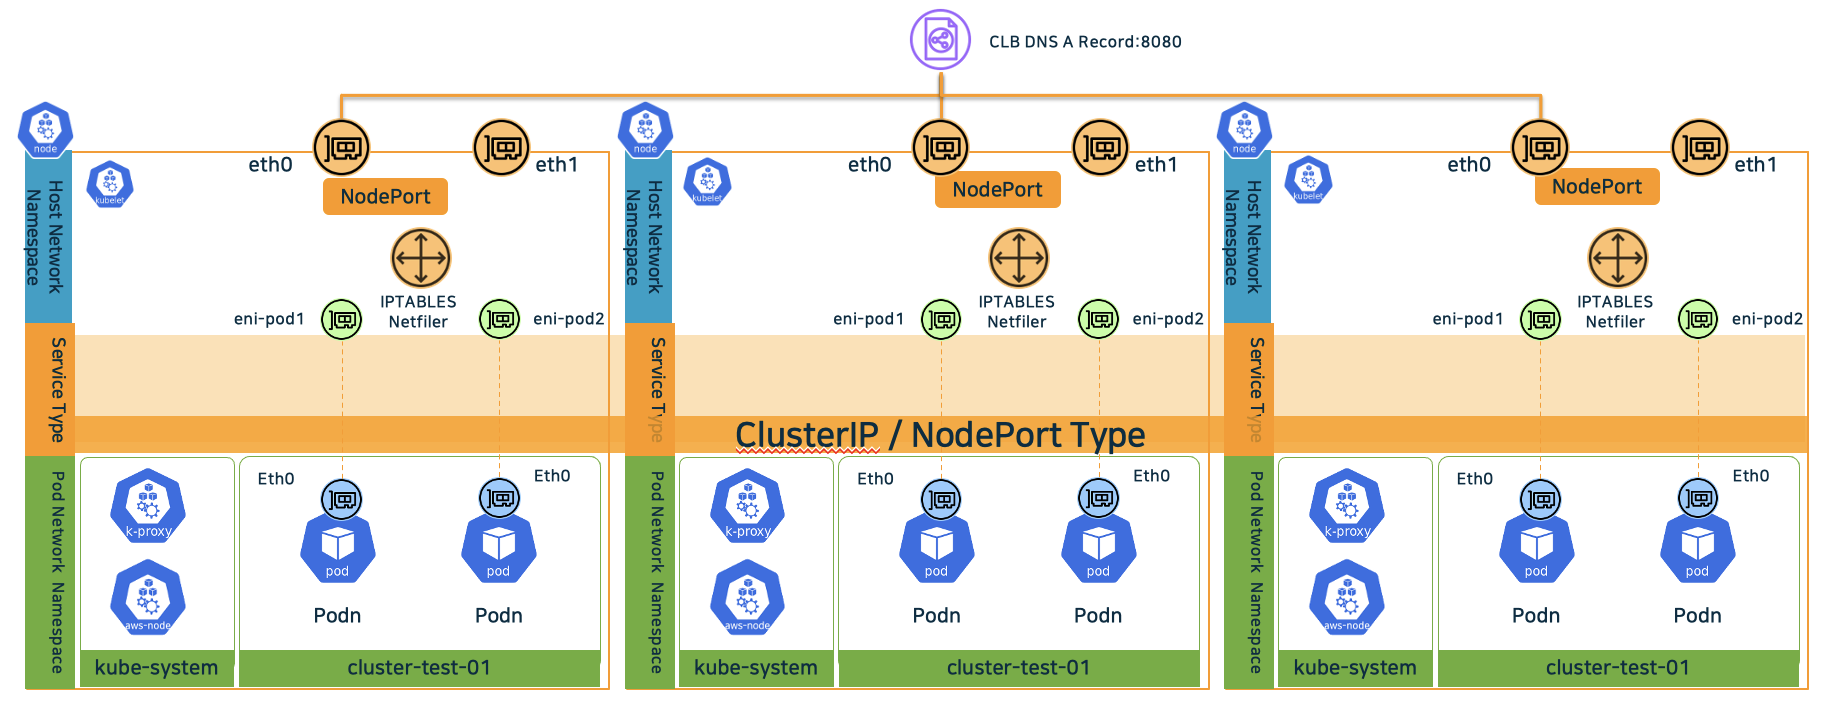 CLB DNS A Record:8080
node
eth0
eth1
kubelet
NodePort
Host Network
Namespace
IPTABLES
Netfiler
eni-pod1
eni-pod2
Service Type
Eth0
Eth0
k-proxy
pod
pod
aws-node
Podn
Podn
Pod Network Namespace
kube-system
cluster-test-01
node
eth0
eth1
kubelet
NodePort
Host Network
Namespace
IPTABLES
Netfiler
eni-pod1
eni-pod2
Service Type
ClusterIP / NodePort Type
Eth0
Eth0
k-proxy
pod
pod
aws-node
Podn
Podn
Pod Network Namespace
kube-system
cluster-test-01
node
eth0
eth1
kubelet
NodePort
Host Network
Namespace
IPTABLES
Netfiler
eni-pod1
eni-pod2
Service Type
Eth0
Eth0
k-proxy
pod
pod
aws-node
Podn
Podn
Pod Network Namespace
kube-system
cluster-test-01